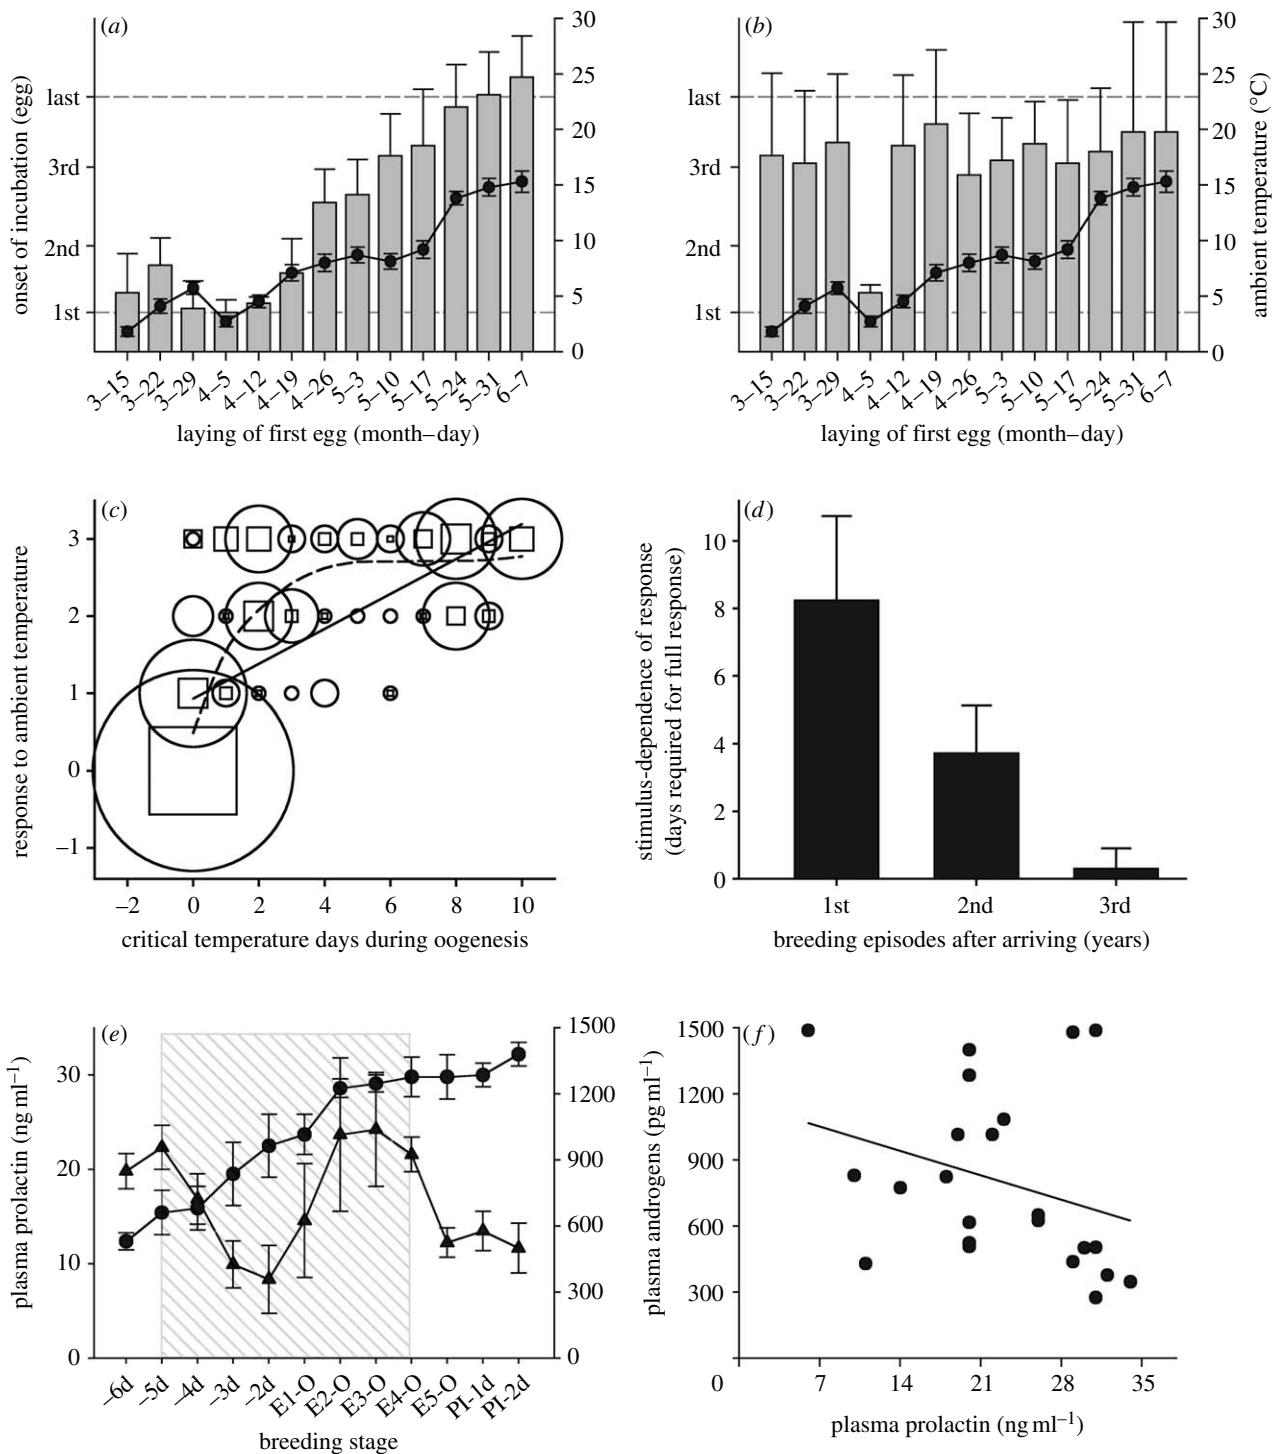 (a)
onset of incubation (egg)
last
3rd
2nd
1st
30
25
20
15
10
5
0
3–15
3–22
3–29
4–5
4–12
4–19
4–26
5–3
5–10
5–17
5–24
5–31
6–7
laying of first egg (month–day)
(b)
last
3rd
2nd
1st
30
25
20
15
10
5
0
ambient temperature (°C)
3–15
3–22
3–29
4–5
4–12
4–19
4–26
5–3
5–10
5–17
5–24
5–31
6–7
laying of first egg (month–day)
(c)
response to ambient temperature
3
2
1
0
–1
–2
0
2
4
6
8
10
critical temperature days during oogenesis
(d)
stimulus-dependence of response
(days required for full response)
10
8
6
4
2
0
1st
2nd
3rd
breeding episodes after arriving (years)
(e)
plasma prolactin (ng ml⁻¹)
30
20
10
0
1500
1200
900
600
300
0
–6d
–5d
–4d
–3d
–2d
E1-O
E2-O
E3-O
E4-O
E5-O
PI-1d
PI-2d
breeding stage
(f)
plasma androgens (pg ml⁻¹)
1500
1200
900
600
300
0
7
14
21
28
35
plasma prolactin (ng ml⁻¹)